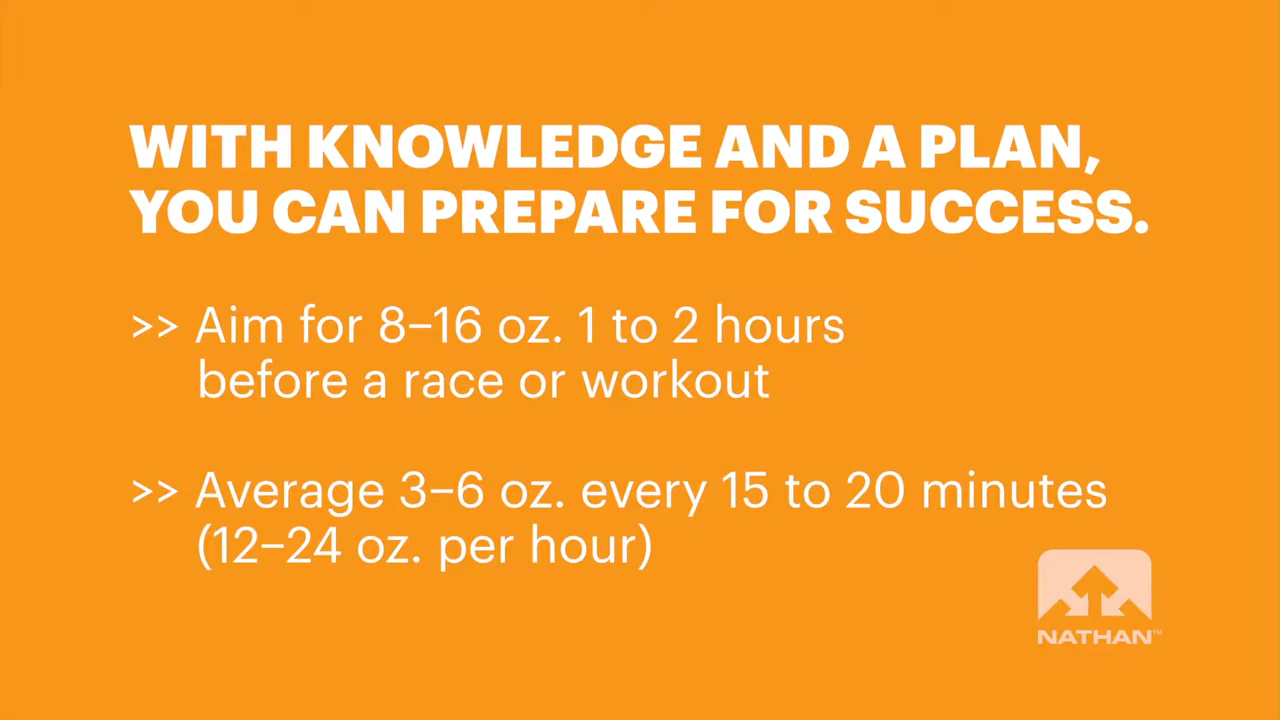 WITH KNOWLEDGE AND A PLAN,
YOU CAN PREPARE FOR SUCCESS.
>> Aim for 8–16 oz. 1 to 2 hours
before a race or workout
>> Average 3–6 oz. every 15 to 20 minutes
(12–24 oz. per hour)
NATHAN™